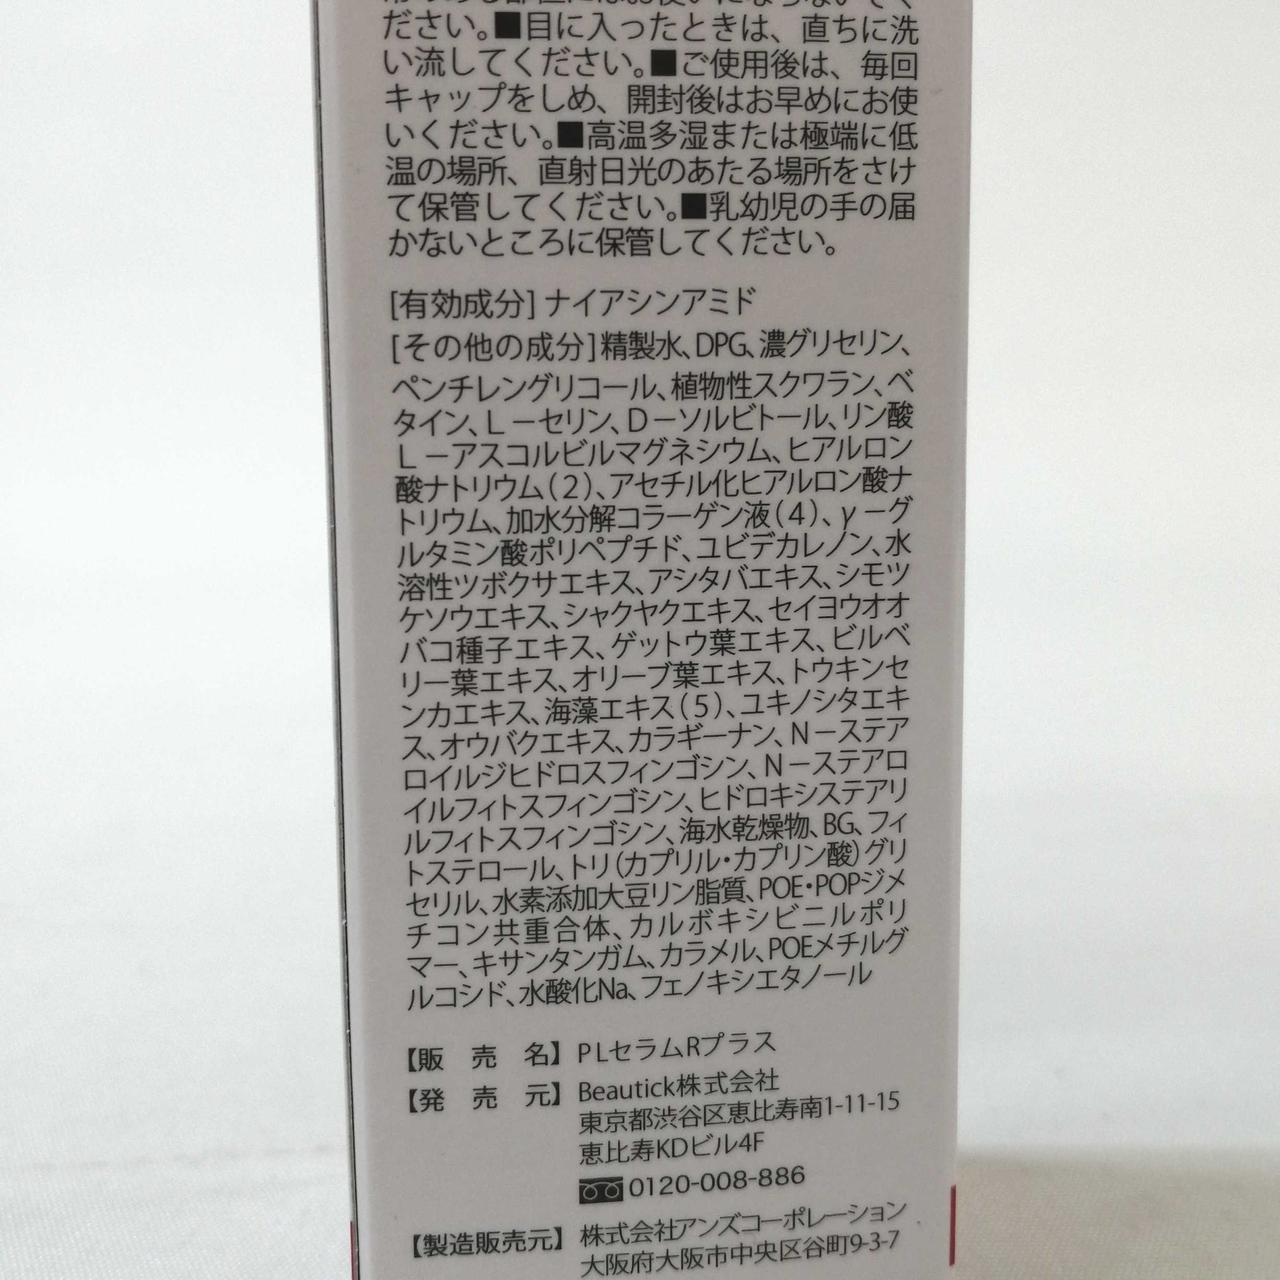 ださい。■目に入ったときは、直ちに洗
い流してください。■ご使用後は、毎回
キャップをしめ、開封後はお早めにお使
いください。■高温多湿または極端に低
温の場所、直射日光のあたる場所をさけ
て保管してください。■乳幼児の手の届
かないところに保管してください。
[有効成分] ナイアシンアミド
[その他の成分]精製水、DPG、濃グリセリン、
ペンチレングリコール、植物性スクワラン、ベ
タイン、L－セリン、D－ソルビトール、リン酸
L－アスコルビルマグネシウム、ヒアルロン
酸ナトリウム(2)、アセチル化ヒアルロン酸ナ
トリウム、加水分解コラーゲン液(4)、γ－グ
ルタミン酸ポリペプチド、ユビデカレノン、水
溶性ツボクサエキス、アシタバエキス、シモツ
ケソウエキス、シャクヤクエキス、セイヨウオオ
バコ種子エキス、ゲットウ葉エキス、ビルベ
リー葉エキス、オリーブ葉エキス、トウキンセ
ンカエキス、海藻エキス(5)、ユキノシタエキ
ス、オウバクエキス、カラギーナン、N－ステア
ロイルジヒドロスフィンゴシン、N－ステアロ
イルフィトスフィンゴシン、ヒドロキシステアリ
ルフィトスフィンゴシン、海水乾燥物、BG、フィ
トステロール、トリ(カプリル・カプリン酸)グリ
セリル、水素添加大豆リン脂質、POE・POPジメ
チコン共重合体、カルボキシビニルポリ
マー、キサンタンガム、カラメル、POEメチルグ
ルコシド、水酸化Na、フェノキシエタノール
【販 売 名】PLセラムRプラス
【発 売 元】Beautick株式会社
東京都渋谷区恵比寿南1-11-15
恵比寿KDビル4F
0120-008-886
【製造販売元】株式会社アンズコーポレーション
大阪府大阪市中央区谷町9-3-7